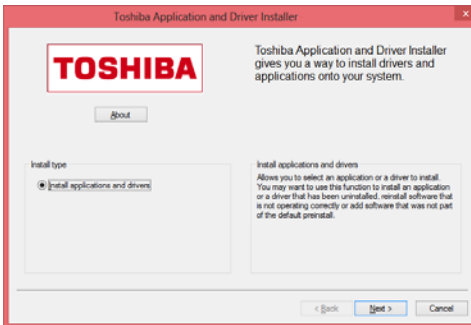 Toshiba Application and Driver Installer
x
TOSHIBA
Toshiba Application and Driver Installer
gives you a way to install drivers and
applications onto your system.
About
Install type
Install applications and drivers
Install applications and drivers
Allows you to select an application or a driver to install.
You may want to use this function to install an application
or a driver that has been uninstalled, reinstall software that
is not operating correctly or add software that was not part
of the default preinstall.
< Back
Next >
Cancel